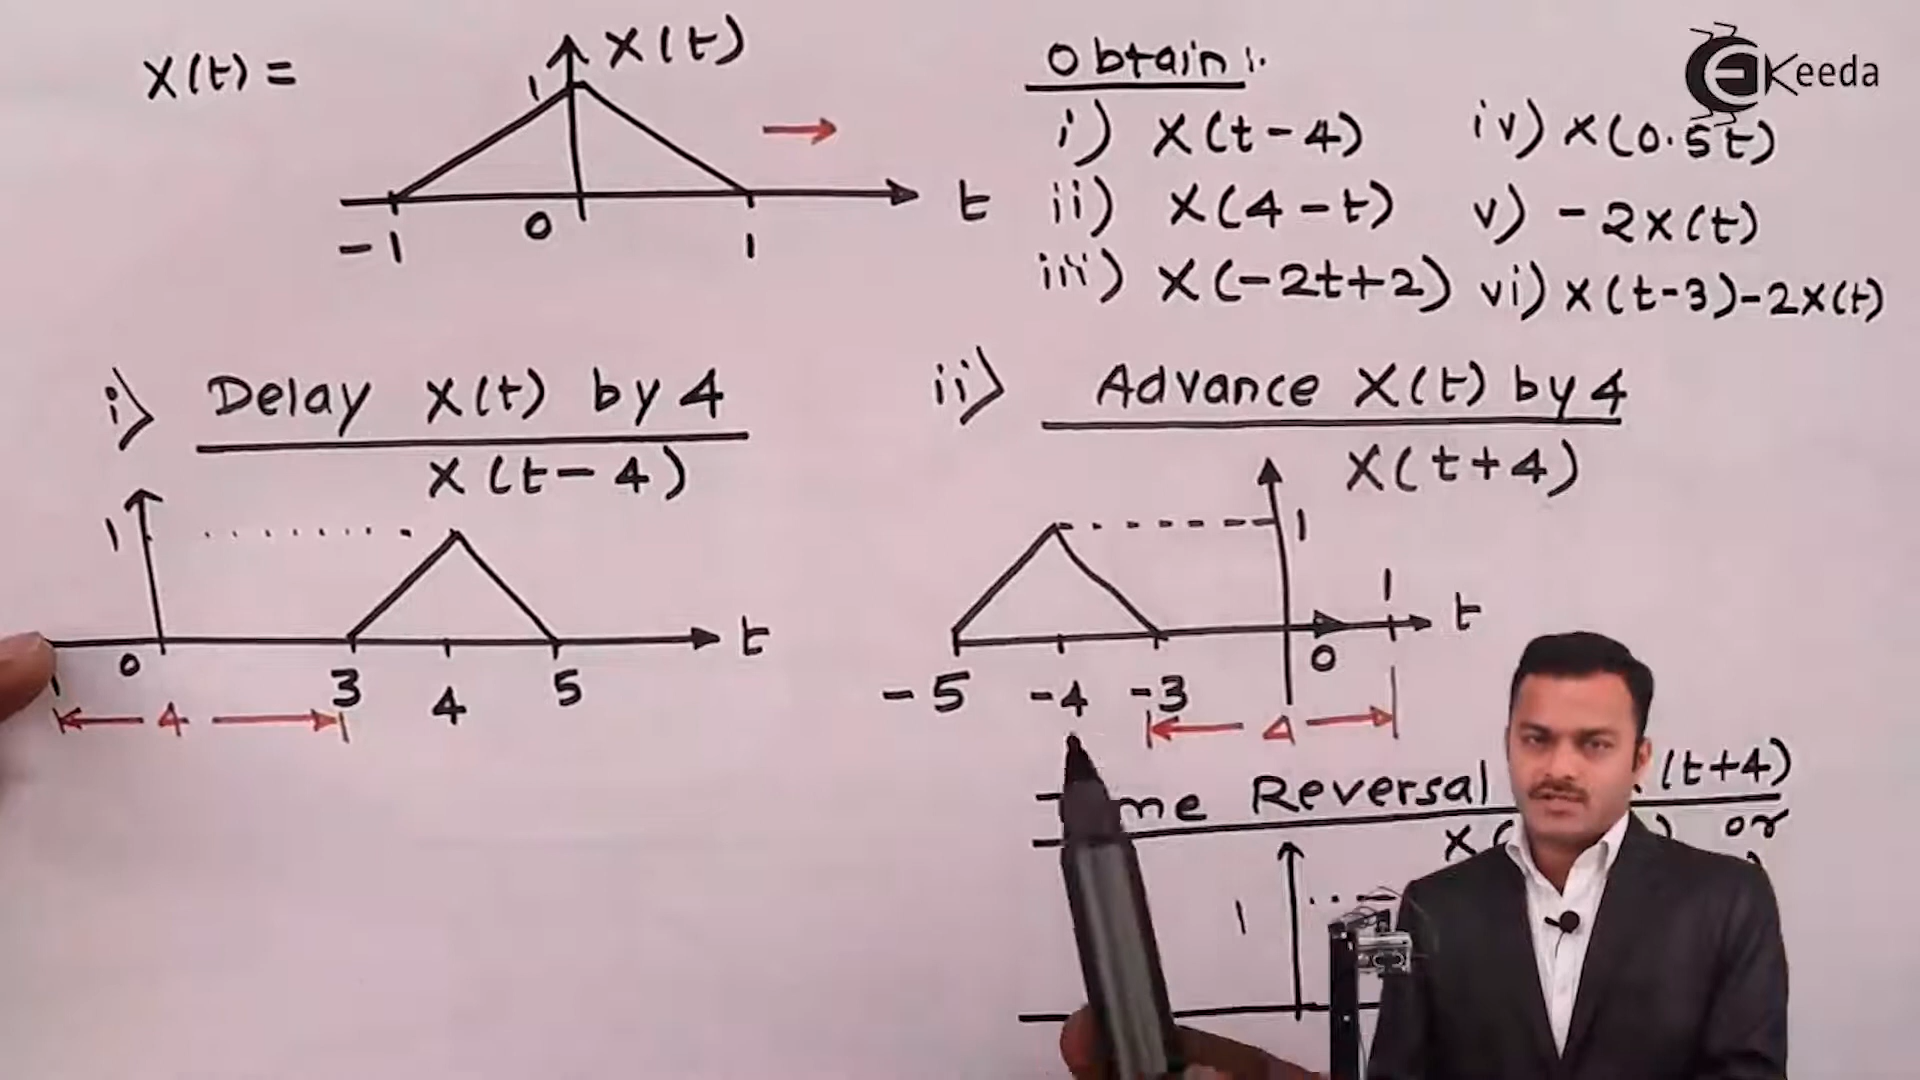 X(t) =
X(t)
1
-1 0 1 t
Obtain :
i) X(t-4)
ii) X(4-t)
iii) X(-2t+2)
iv) X(0.5t)
v) -2X(t)
vi) X(t-3)-2X(t)
EKeeda
i) Delay X(t) by 4
X(t-4)
1
0 3 4 5 t
4
ii) Advance X(t) by 4
X(t+4)
1
1
-5 -4 -3 0 t
4
Reversal (t+4)
X( ) or
1